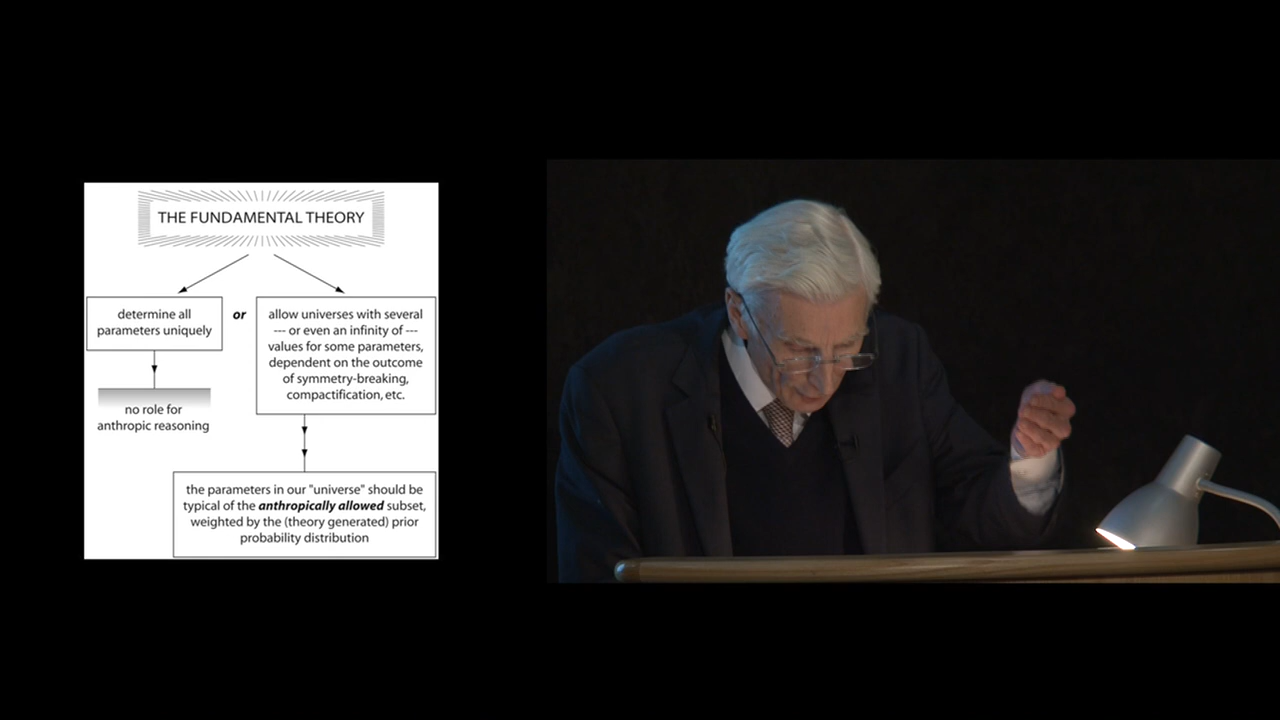 THE FUNDAMENTAL THEORY
determine all
parameters uniquely
or
allow universes with several
--- or even an infinity of ---
values for some parameters,
dependent on the outcome
of symmetry-breaking,
compactification, etc.
no role for
anthropic reasoning
the parameters in our "universe" should be
typical of the anthropically allowed subset,
weighted by the (theory generated) prior
probability distribution